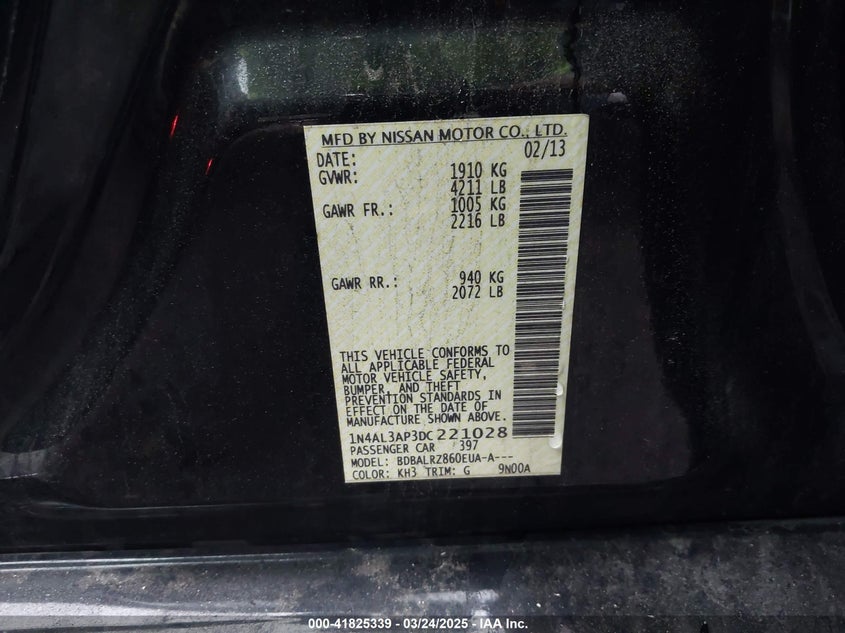 MFD BY NISSAN MOTOR CO., LTD.
DATE: 02/13
GVWR: 1910 KG
4211 LB
GAWR FR.: 1005 KG
2216 LB
GAWR RR.: 940 KG
2072 LB
THIS VEHICLE CONFORMS TO
ALL APPLICABLE FEDERAL
MOTOR VEHICLE SAFETY,
BUMPER, AND THEFT
PREVENTION STANDARDS IN
EFFECT ON THE DATE OF
MANUFACTURE SHOWN ABOVE.
1N4AL3AP3DC221028
PASSENGER CAR 397
MODEL: BDBALRZ860EUA-A---
COLOR: KH3 TRIM: G 9N00A
000-41825339 - 03/24/2025 - IAA Inc.